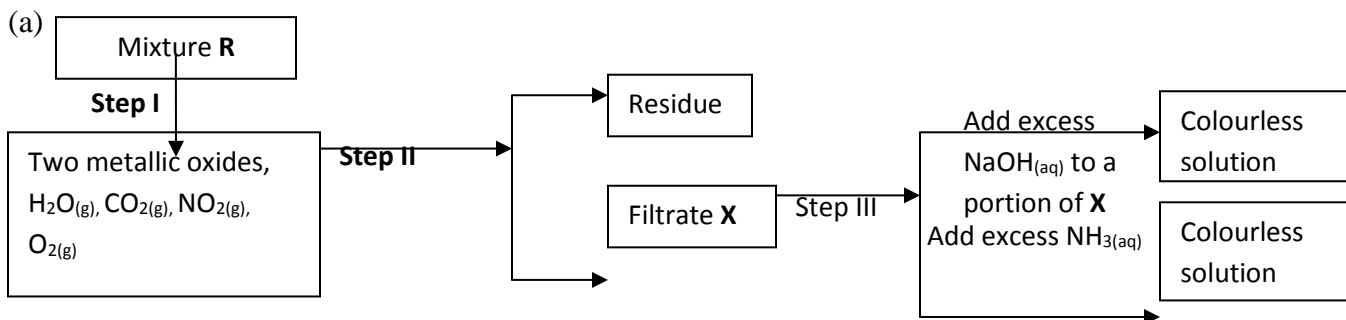 (a)
Mixture R
Step I
Two metallic oxides,
H₂O(g), CO₂(g), NO₂(g),
O₂(g)
Step II
Residue
Filtrate X
Step III
Add excess
NaOH(aq) to a
portion of X
Add excess NH₃(aq)
Colourless
solution
Colourless
solution